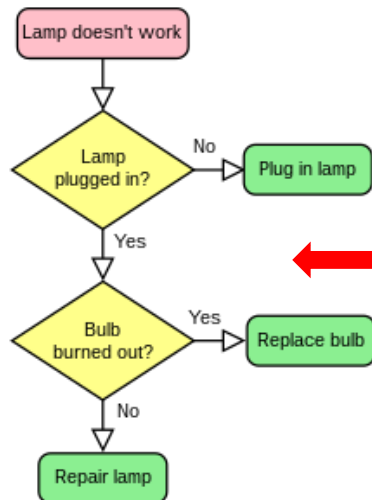 Lamp doesn't work
Lamp
plugged in?
No
Plug in lamp
Yes
Bulb
burned out?
Yes
Replace bulb
No
Repair lamp